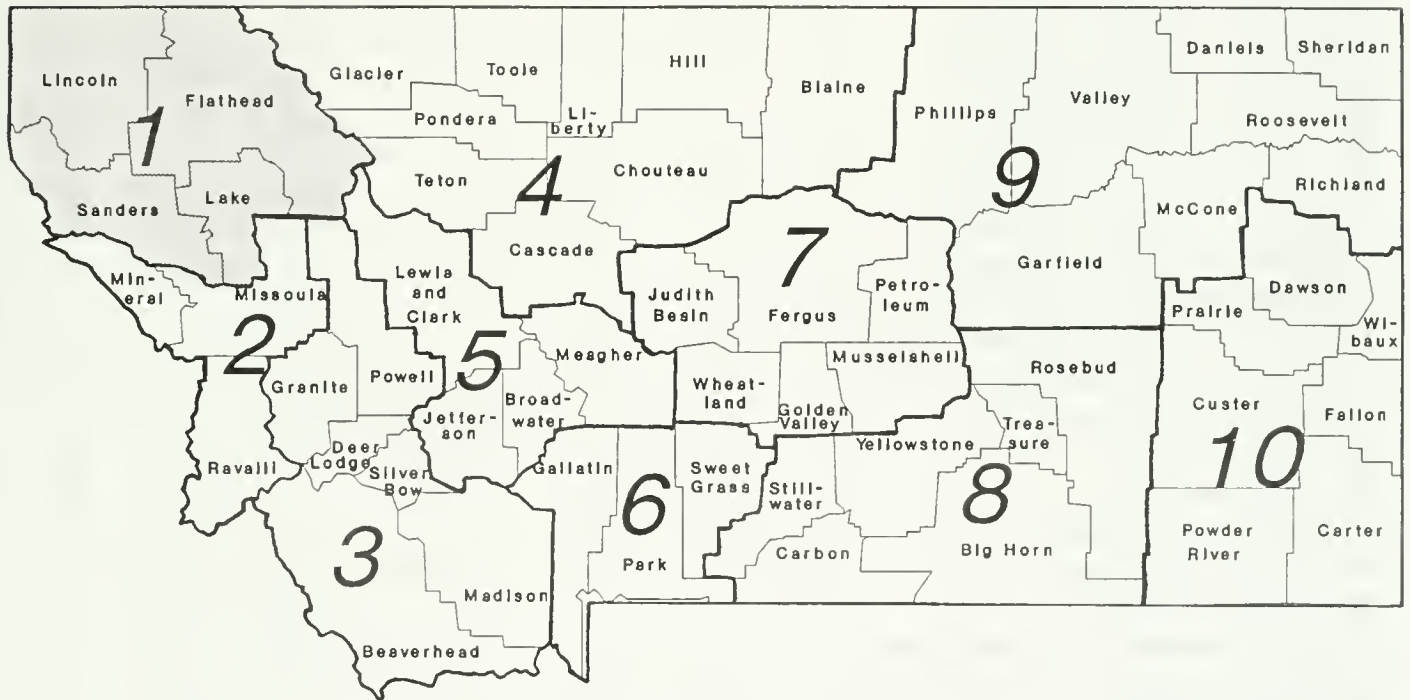 Lincoln
Flathead
1
Sanders
Lake
Glacier
Toole
Hill
Blaine
Pondera
Li-
berty
Teton
4
Chouteau
Cascade
Phillips
Valley
Daniels
Sheridan
Roosevelt
9
Richland
McCone
Garfield
Min-
eral
Missoula
2
Ravalli
Lewis
and
Clark
5
Meagher
Broad-
water
Jeffer-
son
Granite
Powell
Deer
Lodge
Silver
Bow
3
Madison
Beaverhead
7
Judith
Basin
Fergus
Petro-
leum
Wheat-
land
Golden
Valley
Musselshell
Gallatin
6
Park
Sweet
Grass
Rosebud
Yellowstone
Trea-
sure
Still-
water
8
Carbon
Big Horn
Dawson
Prairie
Wi-
baux
Custer
Fallon
10
Powder
River
Carter